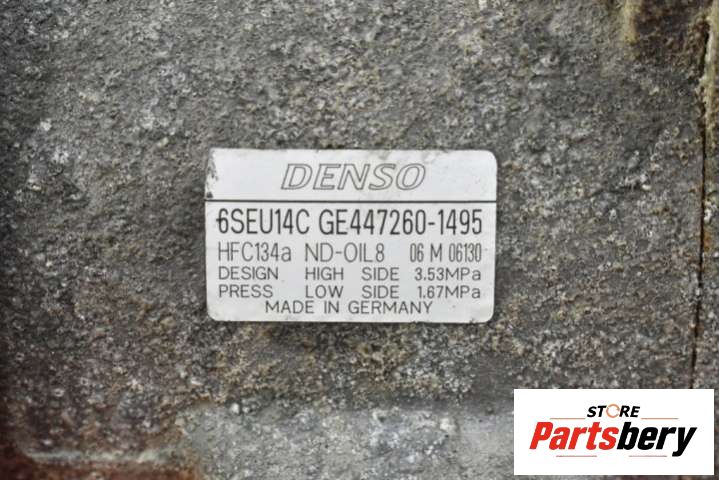 DENSO
6SEU14C GE447260-1495
HFC134a ND-OIL8 06 M 06130
DESIGN HIGH SIDE 3.53MPa
PRESS LOW SIDE 1.67MPa
MADE IN GERMANY
STORE
Partsbery